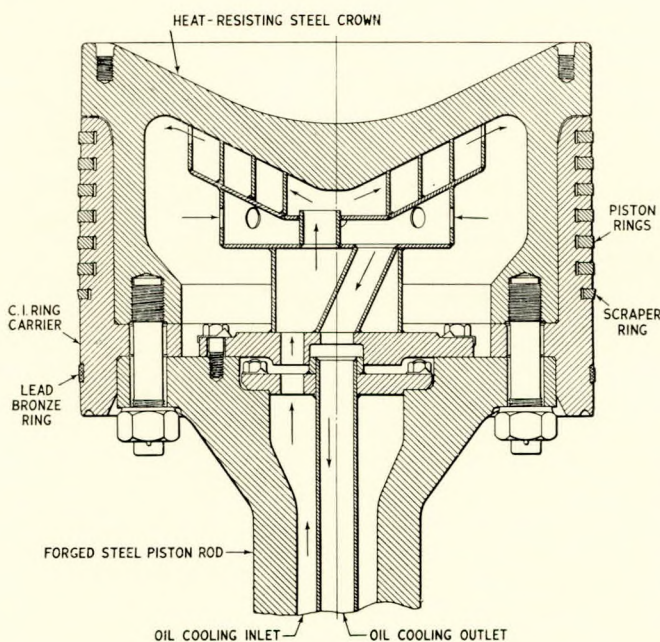 HEAT-RESISTING STEEL CROWN
PISTON
RINGS
C.I. RING
CARRIER
SCRAPER
RING
LEAD
BRONZE
RING
FORGED STEEL PISTON ROD
OIL COOLING INLET
OIL COOLING OUTLET